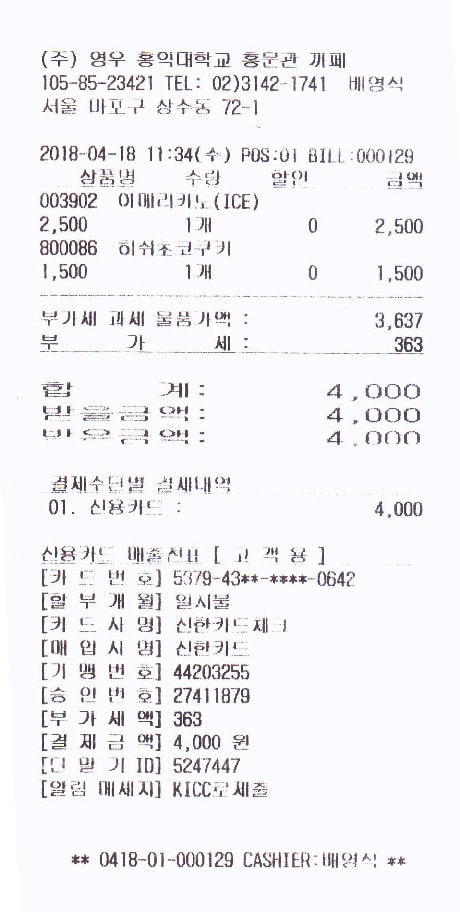 (주) 영우 홍익대학교 홍문관 까페
105-85-23421 TEL: 02)3142-1741 배영식
서울 마포구 상수동 72-1
2018-04-18 11:34(수) POS:01 BILL:000129
상품명 수량 할인 금액
003902 아메리카노(ICE)
2,500 1개 0 2,500
800086 허쉬초코쿠키
1,500 1개 0 1,500
부가세 과세 물품가액 : 3,637
부 가 세 : 363
합 계 : 4,000
받을금액 : 4,000
받은금액 : 4,000
결제수단별 결제내역
01. 신용카드 : 4,000
신용카드 매출전표 [ 고 객 용 ]
[카 드 번 호] 5379-43**-****-0642
[할 부 개 월] 일시불
[카 드 사 명] 신한카드체크
[매 입 사 명] 신한카드
[가 맹 번 호] 44203255
[승 인 번 호] 27411879
[부 가 세 액] 363
[결 제 금 액] 4,000 원
[단 말 기 ID] 5247447
[알림 메세지] KICC로제출
** 0418-01-000129 CASHIER:배영식 **